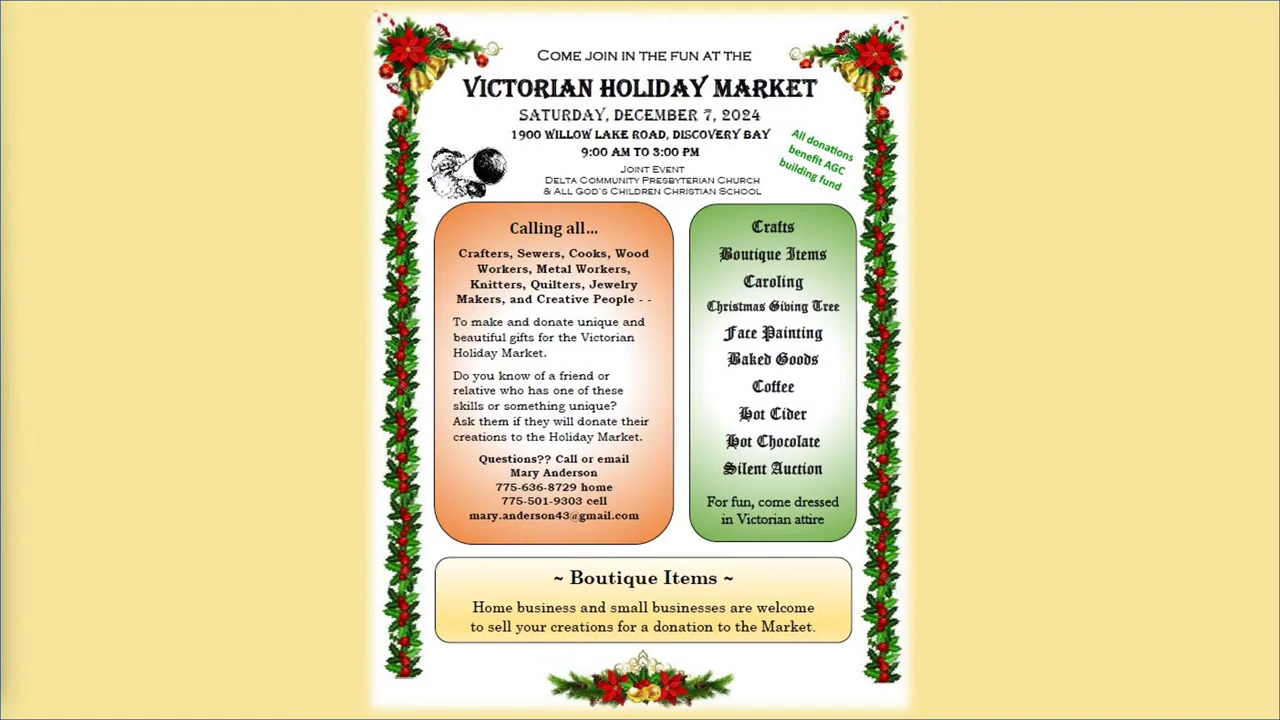 Come join in the fun at the
Victorian Holiday Market
Saturday, December 7, 2024
1900 Willow Lake Road, Discovery Bay
9:00 AM to 3:00 PM
Joint Event
Delta Community Presbyterian Church
& All God's Children Christian School
All donations
benefit AGC
building fund
Calling all...
Crafters, Sewers, Cooks, Wood
Workers, Metal Workers,
Knitters, Quilters, Jewelry
Makers, and Creative People - -
To make and donate unique and
beautiful gifts for the Victorian
Holiday Market.
Do you know of a friend or
relative who has one of these
skills or something unique?
Ask them if they will donate their
creations to the Holiday Market.
Questions?? Call or email
Mary Anderson
775-636-8729 home
775-501-9303 cell
mary.anderson43@gmail.com
Crafts
Boutique Items
Caroling
Christmas Giving Tree
Face Painting
Baked Goods
Coffee
Hot Cider
Hot Chocolate
Silent Auction
For fun, come dressed
in Victorian attire
~ Boutique Items ~
Home business and small businesses are welcome
to sell your creations for a donation to the Market.